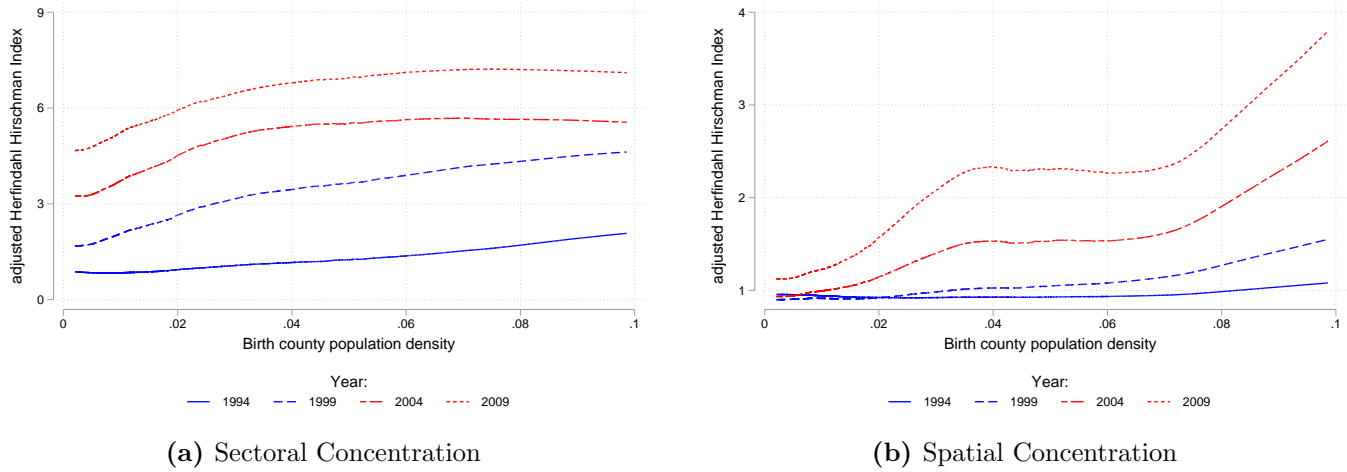 adjusted Herfindahl Hirschman Index
9
6
3
0
0 .02 .04 .06 .08 .1
Birth county population density
Year:
1994 1999 2004 2009
(a) Sectoral Concentration
adjusted Herfindahl Hirschman Index
4
3
2
1
0 .02 .04 .06 .08 .1
Birth county population density
Year:
1994 1999 2004 2009
(b) Spatial Concentration